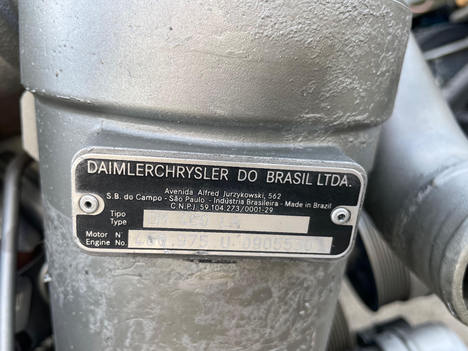 DAIMLERCHRYSLER DO BRASIL LTDA.
Avenida Alfred Jurzykowski, 562
S.B. do Campo - São Paulo - Indústria Brasileira - Made in Brazil
C.N.P.J. 59.104.273/0001-29
Tipo
Type
Motor N°
Engine No.